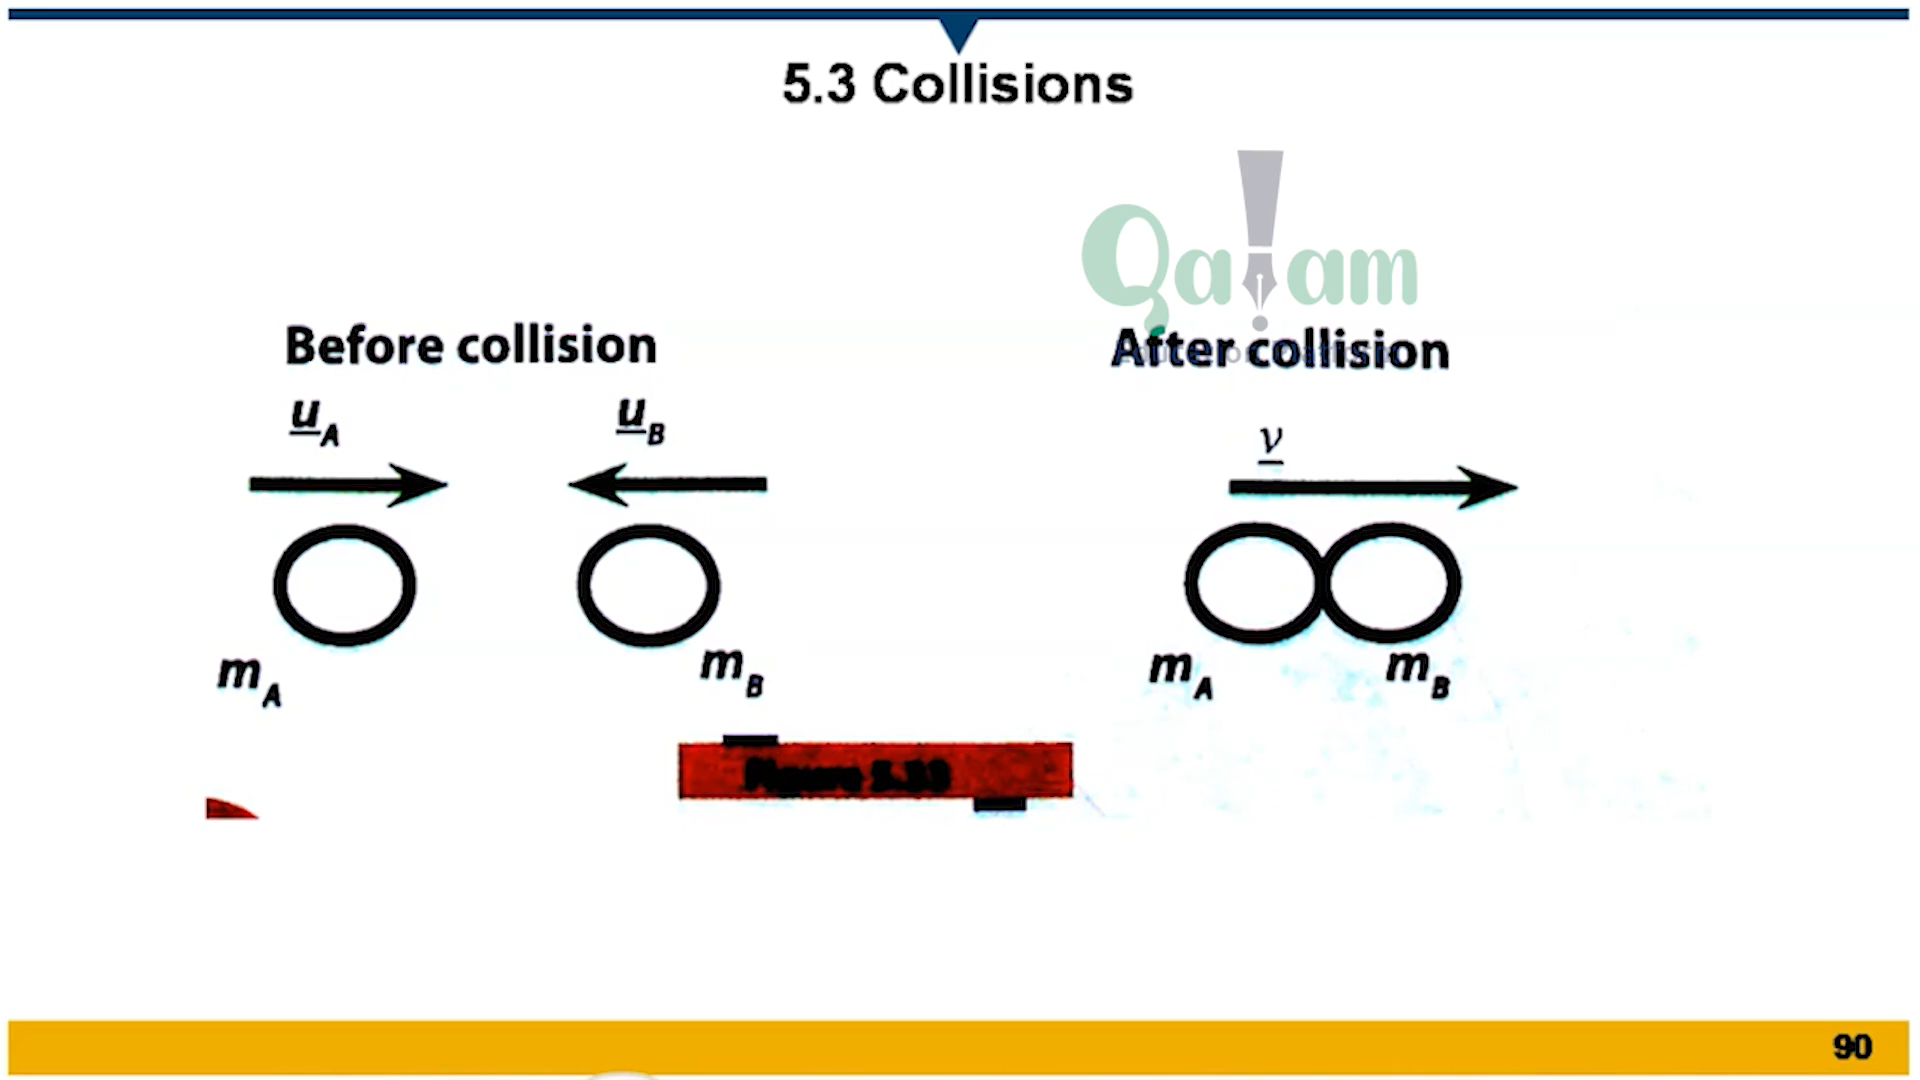 5.3 Collisions
Qalam
Before collision
After collision
u_A
u_B
v
m_A
m_B
m_A
m_B
90